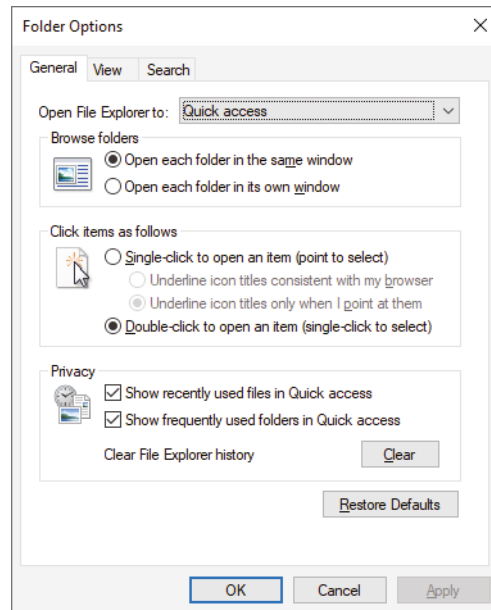 Folder Options
General View Search
Open File Explorer to: Quick access
Browse folders
Open each folder in the same window
Open each folder in its own window
Click items as follows
Single-click to open an item (point to select)
Underline icon titles consistent with my browser
Underline icon titles only when I point at them
Double-click to open an item (single-click to select)
Privacy
Show recently used files in Quick access
Show frequently used folders in Quick access
Clear File Explorer history Clear
Restore Defaults
OK Cancel Apply